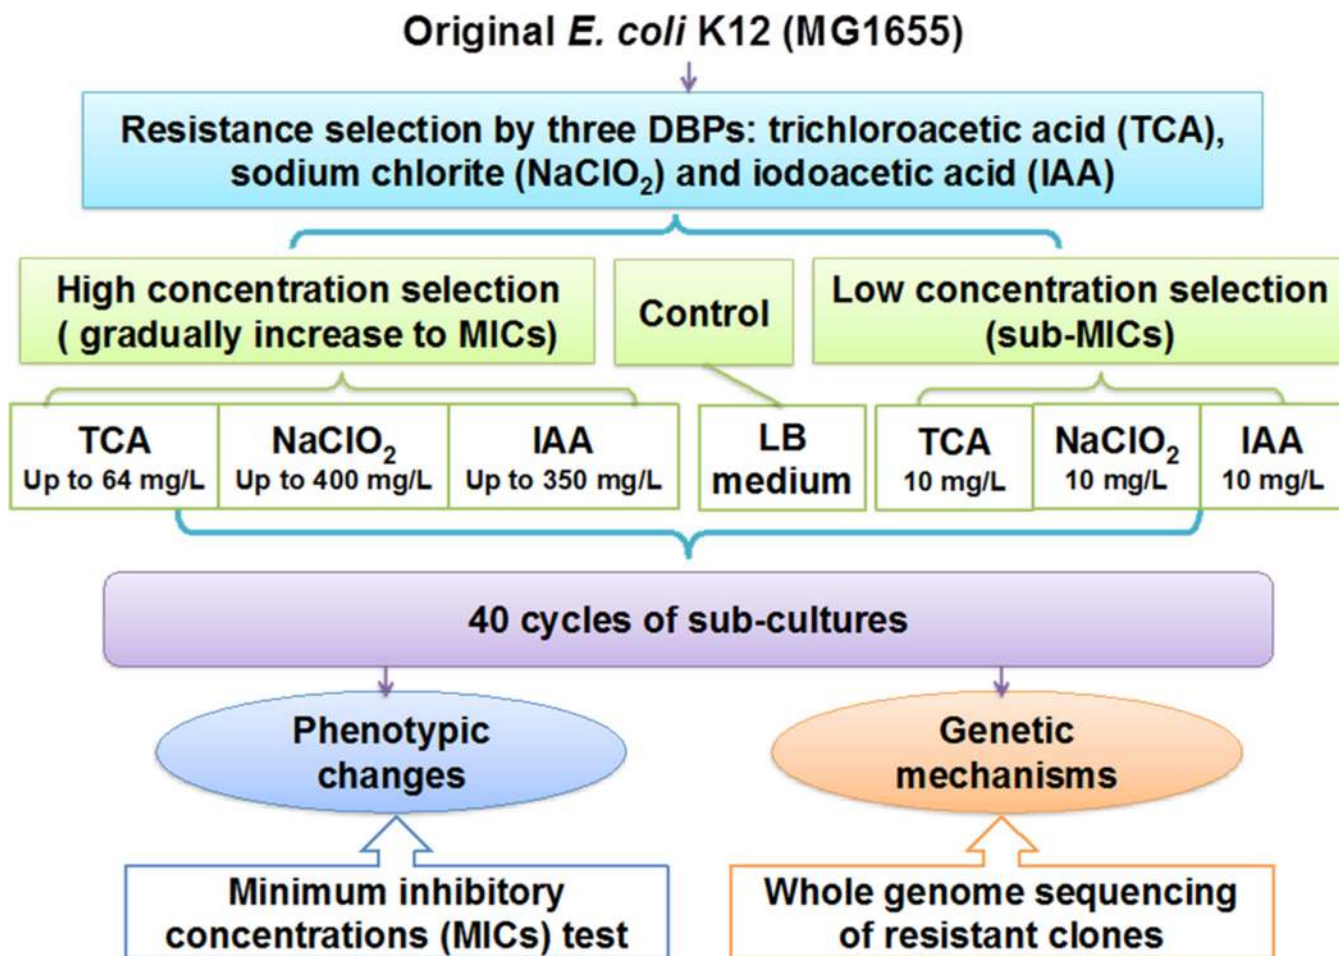 Original E. coli K12 (MG1655)
Resistance selection by three DBPs: trichloroacetic acid (TCA),
sodium chlorite (NaClO₂) and iodoacetic acid (IAA)
High concentration selection
( gradually increase to MICs)
Control
Low concentration selection
(sub-MICs)
TCA
Up to 64 mg/L
NaClO₂
Up to 400 mg/L
IAA
Up to 350 mg/L
LB
medium
TCA
10 mg/L
NaClO₂
10 mg/L
IAA
10 mg/L
40 cycles of sub-cultures
Phenotypic
changes
Genetic
mechanisms
Minimum inhibitory
concentrations (MICs) test
Whole genome sequencing
of resistant clones